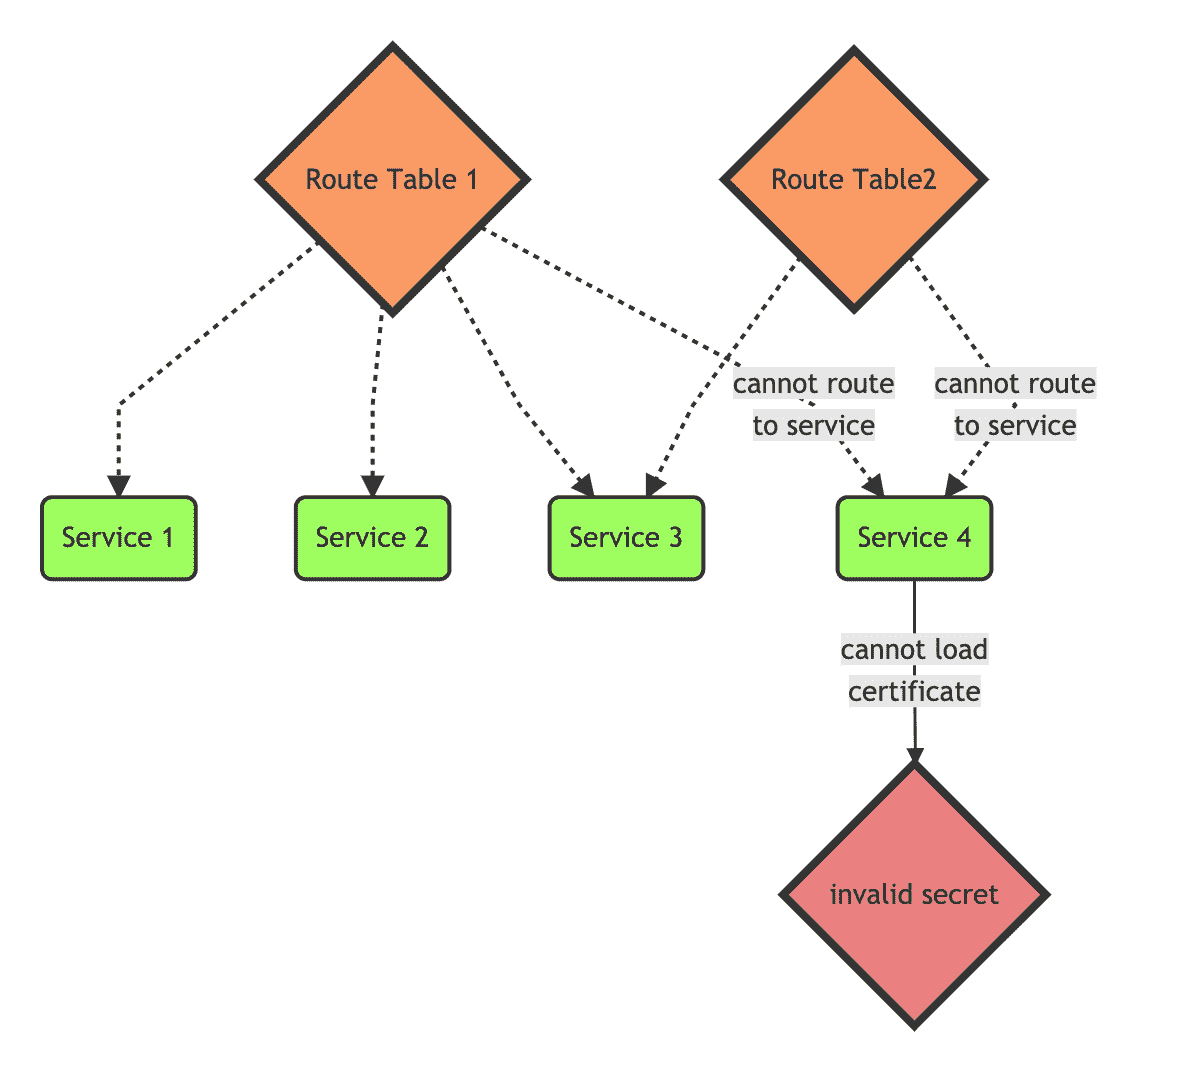 Route Table 1
Route Table2
cannot route
to service
cannot route
to service
Service 1
Service 2
Service 3
Service 4
cannot load
certificate
invalid secret